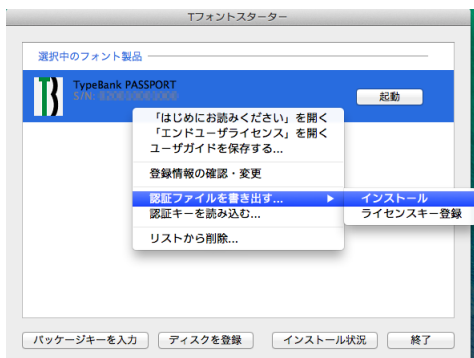 Tフォントスターター
選択中のフォント製品
TypeBank PASSPORT
S/N:
起動
「はじめにお読みください」を開く
「エンドユーザライセンス」を開く
ユーザガイドを保存する...
登録情報の確認・変更
認証ファイルを書き出す...
インストール
認証キーを読み込む...
ライセンスキー登録
リストから削除...
パッケージキーを入力
ディスクを登録
インストール状況
終了